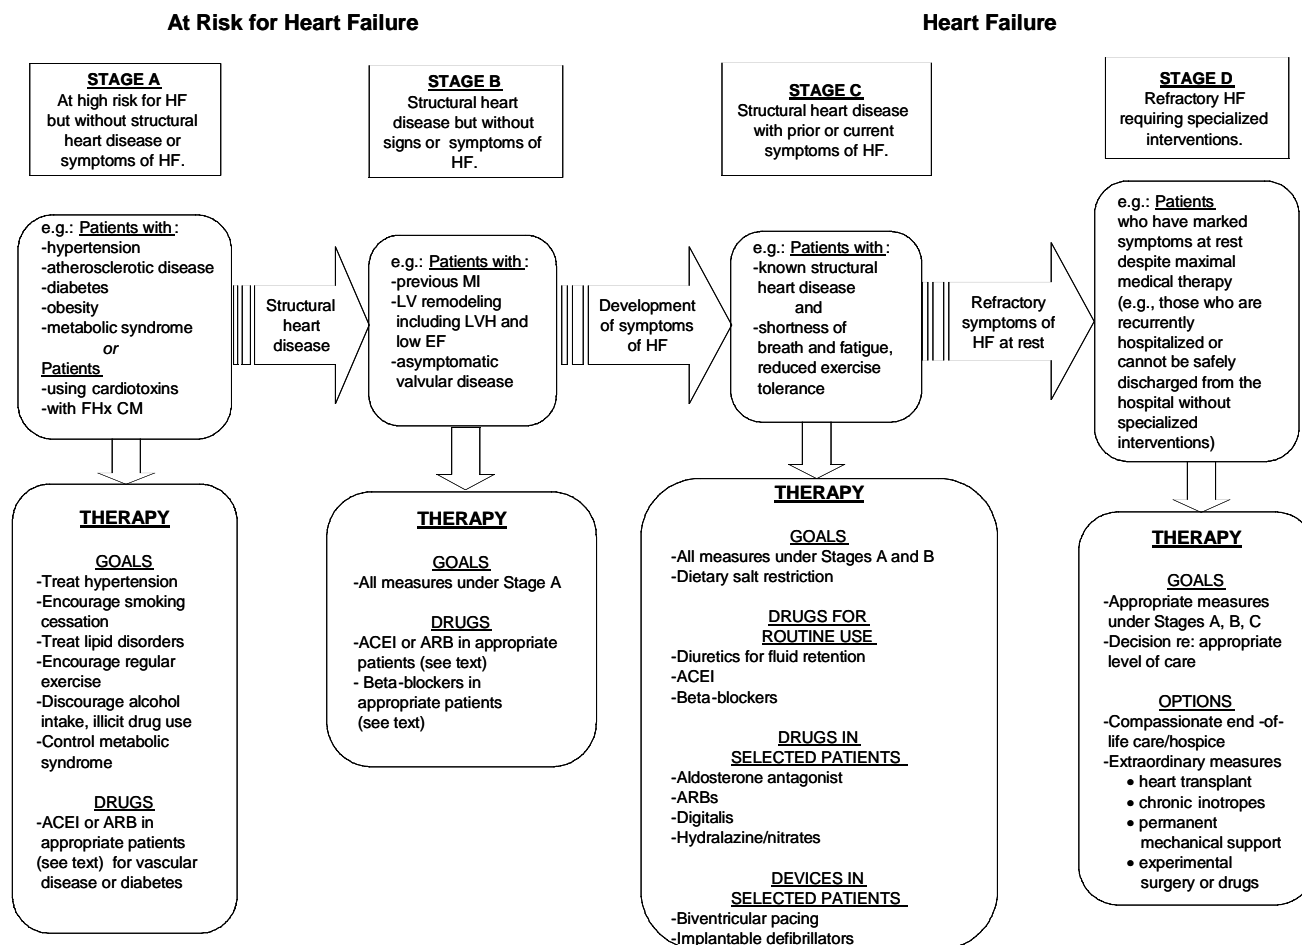 At Risk for Heart Failure
Heart Failure
STAGE A
At high risk for HF
but without structural
heart disease or
symptoms of HF.
STAGE B
Structural heart
disease but without
signs or symptoms of
HF.
STAGE C
Structural heart disease
with prior or current
symptoms of HF.
STAGE D
Refractory HF
requiring specialized
interventions.
e.g.: Patients with :
-hypertension
-atherosclerotic disease
-diabetes
-obesity
-metabolic syndrome
or
Patients
-using cardiotoxins
-with FHx CM
Structural
heart
disease
e.g.: Patients with :
-previous MI
-LV remodeling
including LVH and
low EF
-asymptomatic
valvular disease
Development
of symptoms
of HF
e.g.: Patients with :
-known structural
heart disease
and
-shortness of
breath and fatigue,
reduced exercise
tolerance
Refractory
symptoms of
HF at rest
e.g.: Patients
who have marked
symptoms at rest
despite maximal
medical therapy
(e.g., those who are
recurrently
hospitalized or
cannot be safely
discharged from the
hospital without
specialized
interventions)
THERAPY
GOALS
-Treat hypertension
-Encourage smoking
cessation
-Treat lipid disorders
-Encourage regular
exercise
-Discourage alcohol
intake, illicit drug use
-Control metabolic
syndrome
DRUGS
-ACEI or ARB in
appropriate patients
(see text) for vascular
disease or diabetes
THERAPY
GOALS
-All measures under Stage A
DRUGS
-ACEI or ARB in appropriate
patients (see text)
- Beta-blockers in
appropriate patients
(see text)
THERAPY
GOALS
-All measures under Stages A and B
-Dietary salt restriction
DRUGS FOR
ROUTINE USE
-Diuretics for fluid retention
-ACEI
-Beta-blockers
DRUGS IN
SELECTED PATIENTS
-Aldosterone antagonist
-ARBs
-Digitalis
-Hydralazine/nitrates
DEVICES IN
SELECTED PATIENTS
-Biventricular pacing
-Implantable defibrillators
THERAPY
GOALS
-Appropriate measures
under Stages A, B, C
-Decision re: appropriate
level of care
OPTIONS
-Compassionate end -of-
life care/hospice
-Extraordinary measures
• heart transplant
• chronic inotropes
• permanent
mechanical support
• experimental
surgery or drugs